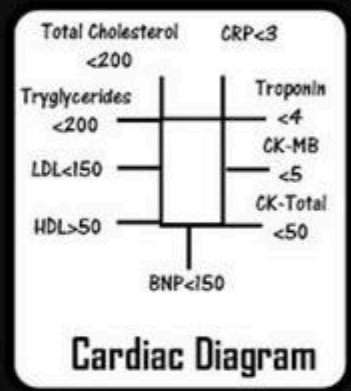 Total Cholesterol
<200
CRP<3
Tryglycerides
<200
Troponin
<4
LDL<150
CK-MB
<5
HDL>50
CK-Total
<50
BNP<150
Cardiac Diagram